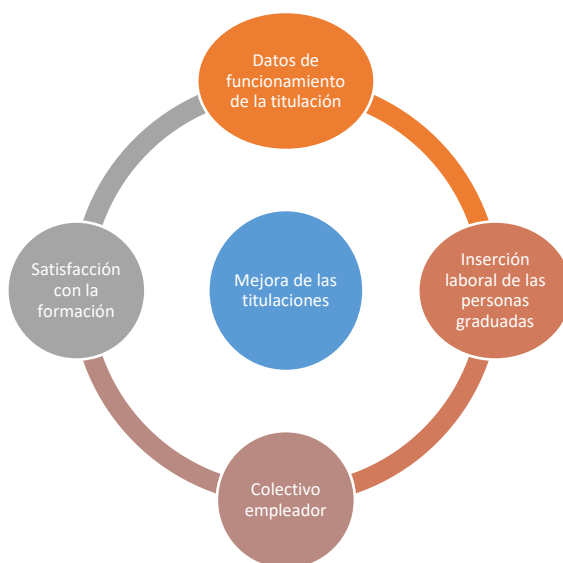 Datos de
funcionamiento
de la titulación
Satisfacción
con la
formación
Mejora de las
titulaciones
Inserción
laboral de las
personas
graduadas
Colectivo
empleador